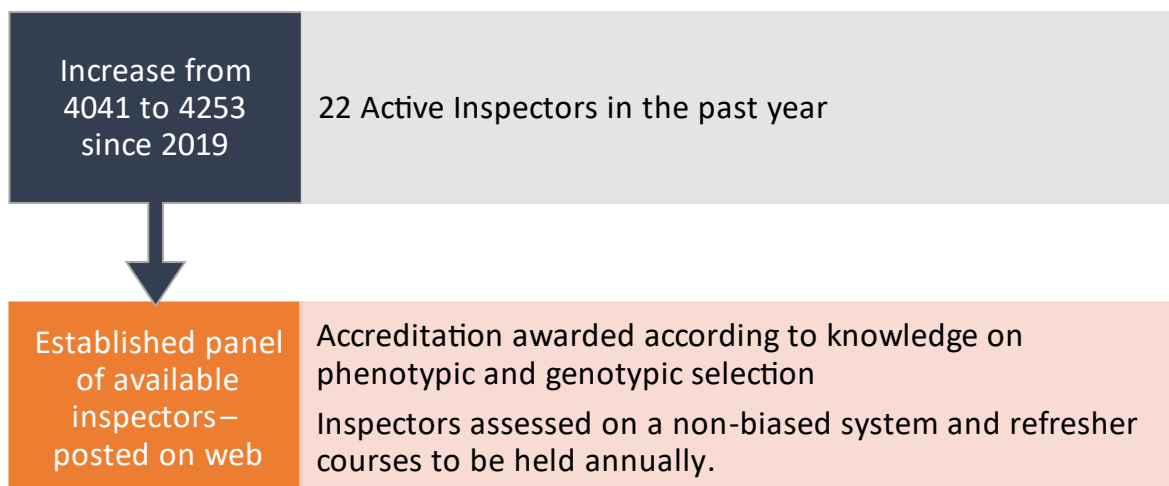 Increase from
4041 to 4253
since 2019
22 Active Inspectors in the past year
Established panel
of available
inspectors –
posted on web
Accreditation awarded according to knowledge on
phenotypic and genotypic selection
Inspectors assessed on a non-biased system and refresher
courses to be held annually.